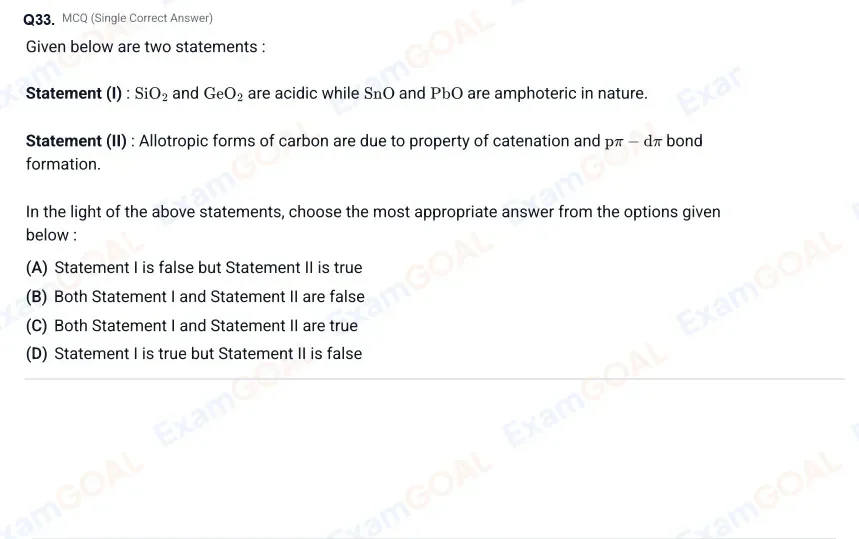 Q33. MCQ (Single Correct Answer)
Given below are two statements :
Statement (I) : SiO₂ and GeO₂ are acidic while SnO and PbO are amphoteric in nature.
Statement (II) : Allotropic forms of carbon are due to property of catenation and pπ − dπ bond
formation.
In the light of the above statements, choose the most appropriate answer from the options given
below :
(A) Statement I is false but Statement II is true
(B) Both Statement I and Statement II are false
(C) Both Statement I and Statement II are true
(D) Statement I is true but Statement II is false
ExamGOAL